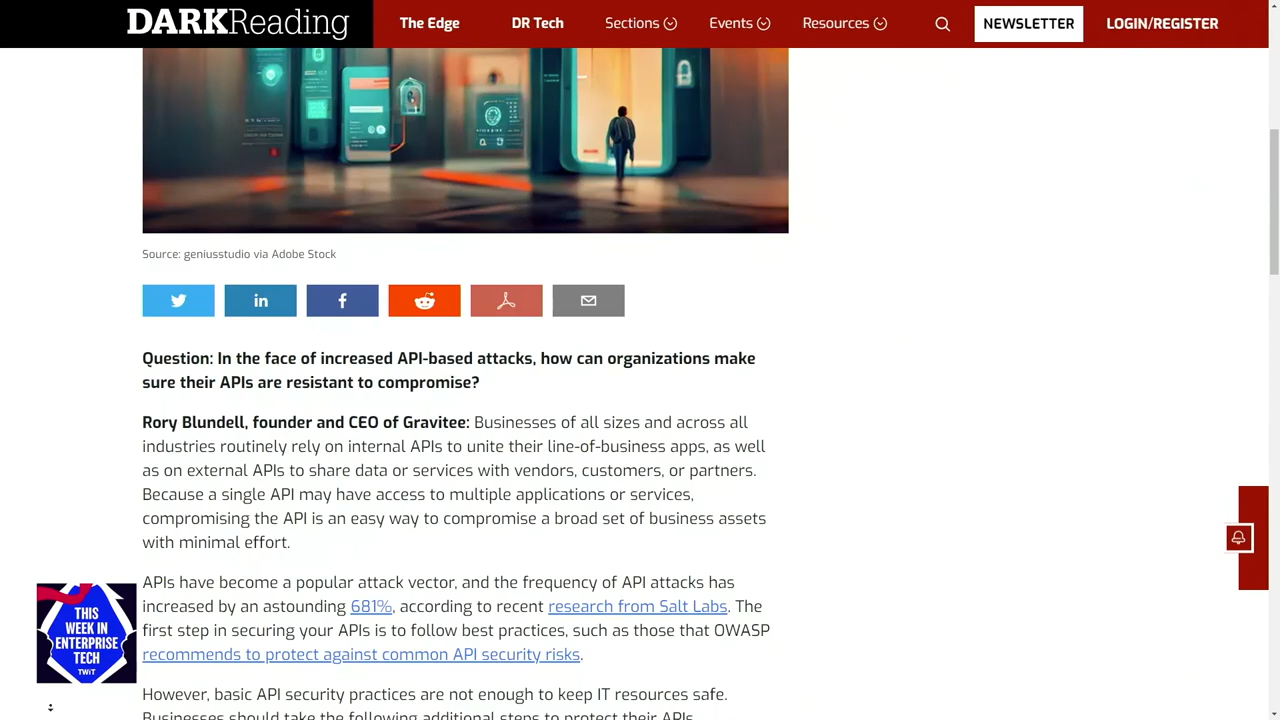 DARKReading
The Edge
DR Tech
Sections
Events
Resources
NEWSLETTER
LOGIN/REGISTER
Source: geniusstudio via Adobe Stock
in
f
Question: In the face of increased API-based attacks, how can organizations make
sure their APIs are resistant to compromise?
Rory Blundell, founder and CEO of Gravitee: Businesses of all sizes and across all
industries routinely rely on internal APIs to unite their line-of-business apps, as well
as on external APIs to share data or services with vendors, customers, or partners.
Because a single API may have access to multiple applications or services,
compromising the API is an easy way to compromise a broad set of business assets
with minimal effort.
APIs have become a popular attack vector, and the frequency of API attacks has
increased by an astounding 681%, according to recent research from Salt Labs. The
first step in securing your APIs is to follow best practices, such as those that OWASP
recommends to protect against common API security risks.
However, basic API security practices are not enough to keep IT resources safe.
Businesses should take the following additional steps to protect their APIs.
THIS
WEEK IN
ENTERPRISE
TECH
TWiT